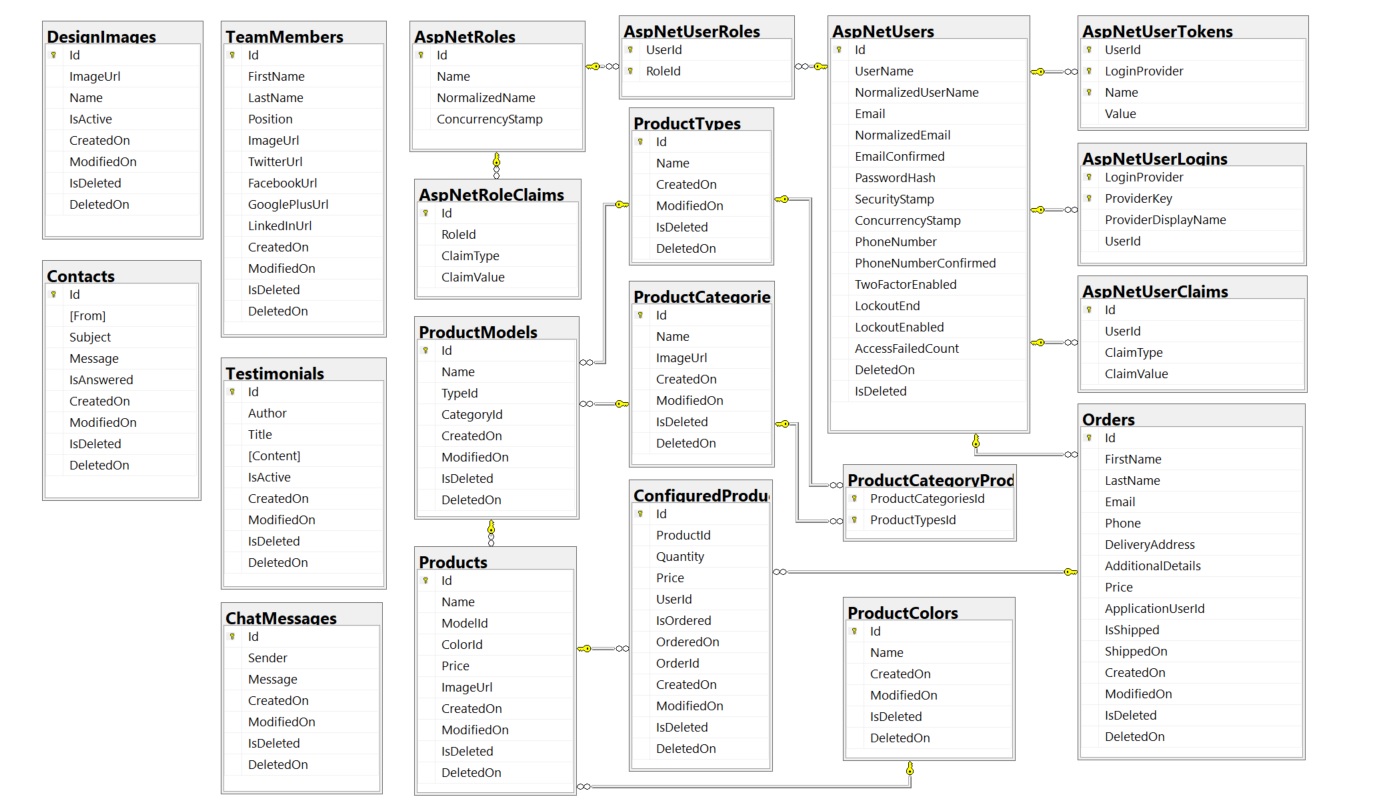 DesignImages
Id
ImageUrl
Name
IsActive
CreatedOn
ModifiedOn
IsDeleted
DeletedOn
Contacts
Id
[From]
Subject
Message
IsAnswered
CreatedOn
ModifiedOn
IsDeleted
DeletedOn
TeamMembers
Id
FirstName
LastName
Position
ImageUrl
TwitterUrl
FacebookUrl
GooglePlusUrl
LinkedInUrl
CreatedOn
ModifiedOn
IsDeleted
DeletedOn
Testimonials
Id
Author
Title
[Content]
IsActive
CreatedOn
ModifiedOn
IsDeleted
DeletedOn
ChatMessages
Id
Sender
Message
CreatedOn
ModifiedOn
IsDeleted
DeletedOn
AspNetRoles
Id
Name
NormalizedName
ConcurrencyStamp
AspNetRoleClaims
Id
RoleId
ClaimType
ClaimValue
ProductModels
Id
Name
TypeId
CategoryId
CreatedOn
ModifiedOn
IsDeleted
DeletedOn
Products
Id
Name
ModelId
ColorId
Price
ImageUrl
CreatedOn
ModifiedOn
IsDeleted
DeletedOn
AspNetUserRoles
UserId
RoleId
ProductTypes
Id
Name
CreatedOn
ModifiedOn
IsDeleted
DeletedOn
ProductCategorie
Id
Name
ImageUrl
CreatedOn
ModifiedOn
IsDeleted
DeletedOn
ConfiguredProdu
Id
ProductId
Quantity
Price
UserId
IsOrdered
OrderedOn
OrderId
CreatedOn
ModifiedOn
IsDeleted
DeletedOn
AspNetUsers
Id
UserName
NormalizedUserName
Email
NormalizedEmail
EmailConfirmed
PasswordHash
SecurityStamp
ConcurrencyStamp
PhoneNumber
PhoneNumberConfirmed
TwoFactorEnabled
LockoutEnd
LockoutEnabled
AccessFailedCount
DeletedOn
IsDeleted
ProductCategoryProd
ProductCategoriesId
ProductTypesId
ProductColors
Id
Name
CreatedOn
ModifiedOn
IsDeleted
DeletedOn
AspNetUserTokens
UserId
LoginProvider
Name
Value
AspNetUserLogins
LoginProvider
ProviderKey
ProviderDisplayName
UserId
AspNetUserClaims
Id
UserId
ClaimType
ClaimValue
Orders
Id
FirstName
LastName
Email
Phone
DeliveryAddress
AdditionalDetails
Price
ApplicationUserId
IsShipped
ShippedOn
CreatedOn
ModifiedOn
IsDeleted
DeletedOn